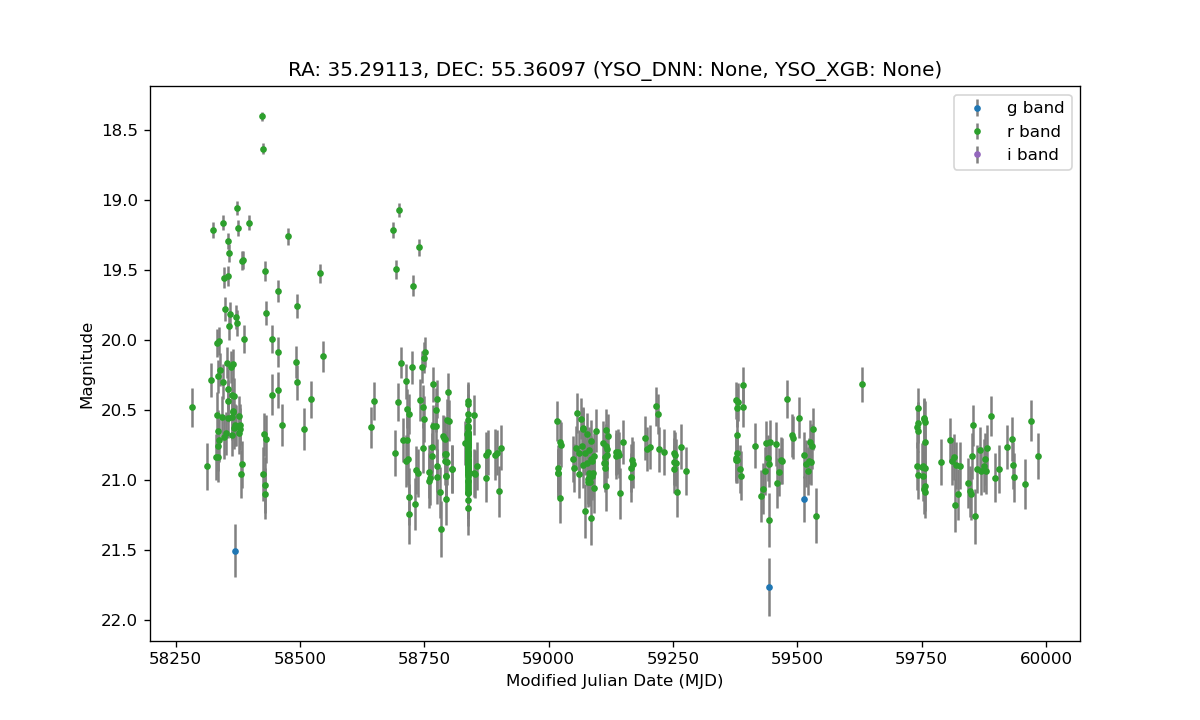 RA: 35.29113, DEC: 55.36097 (YSO_DNN: None, YSO_XGB: None)
g band
r band
i band
18.5
19.0
19.5
20.0
20.5
21.0
21.5
22.0
Magnitude
58250 58500 58750 59000 59250 59500 59750 60000
Modified Julian Date (MJD)